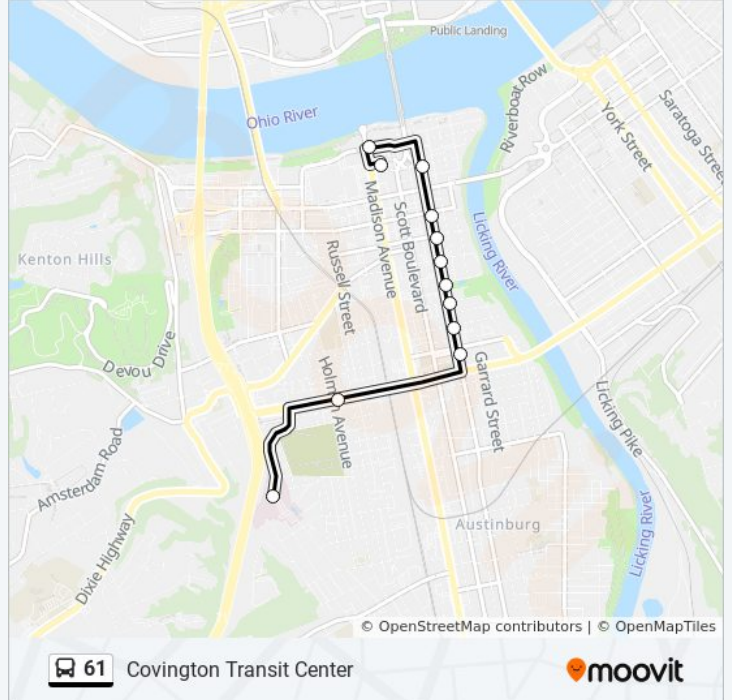 Public Landing
Ohio River
Riverboat Row
York Street
Saratoga Stree
Madison Avenue
Scott Boulevard
Licking River
Kenton Hills
Russell Street
Devou Drive
Holm n Avenue
Garrard Street
Licking Pike
Amsterdam Road
Austinburg
Licking River
Dixie Highway
© OpenStreetMap contributors | © OpenMapTiles
61 Covington Transit Center
moovit